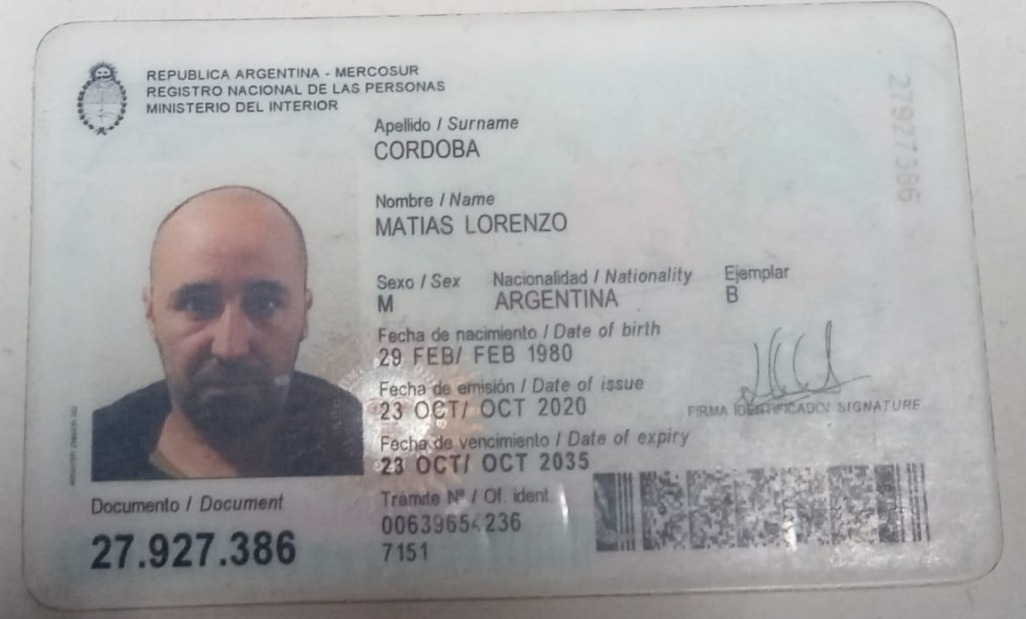 REPUBLICA ARGENTINA - MERCOSUR
REGISTRO NACIONAL DE LAS PERSONAS
MINISTERIO DEL INTERIOR
Apellido / Surname
CORDOBA
Nombre / Name
MATIAS LORENZO
Sexo / Sex Nacionalidad / Nationality Ejemplar
M ARGENTINA B
Fecha de nacimiento / Date of birth
29 FEB/ FEB 1980
Fecha de emisión / Date of issue
23 OCT/ OCT 2020
FIRMA IDENTIFICADO/ SIGNATURE
Fecha de vencimiento / Date of expiry
23 OCT/ OCT 2035
Documento / Document
27.927.386
Tramite Nº / Of. ident.
7151
27927386